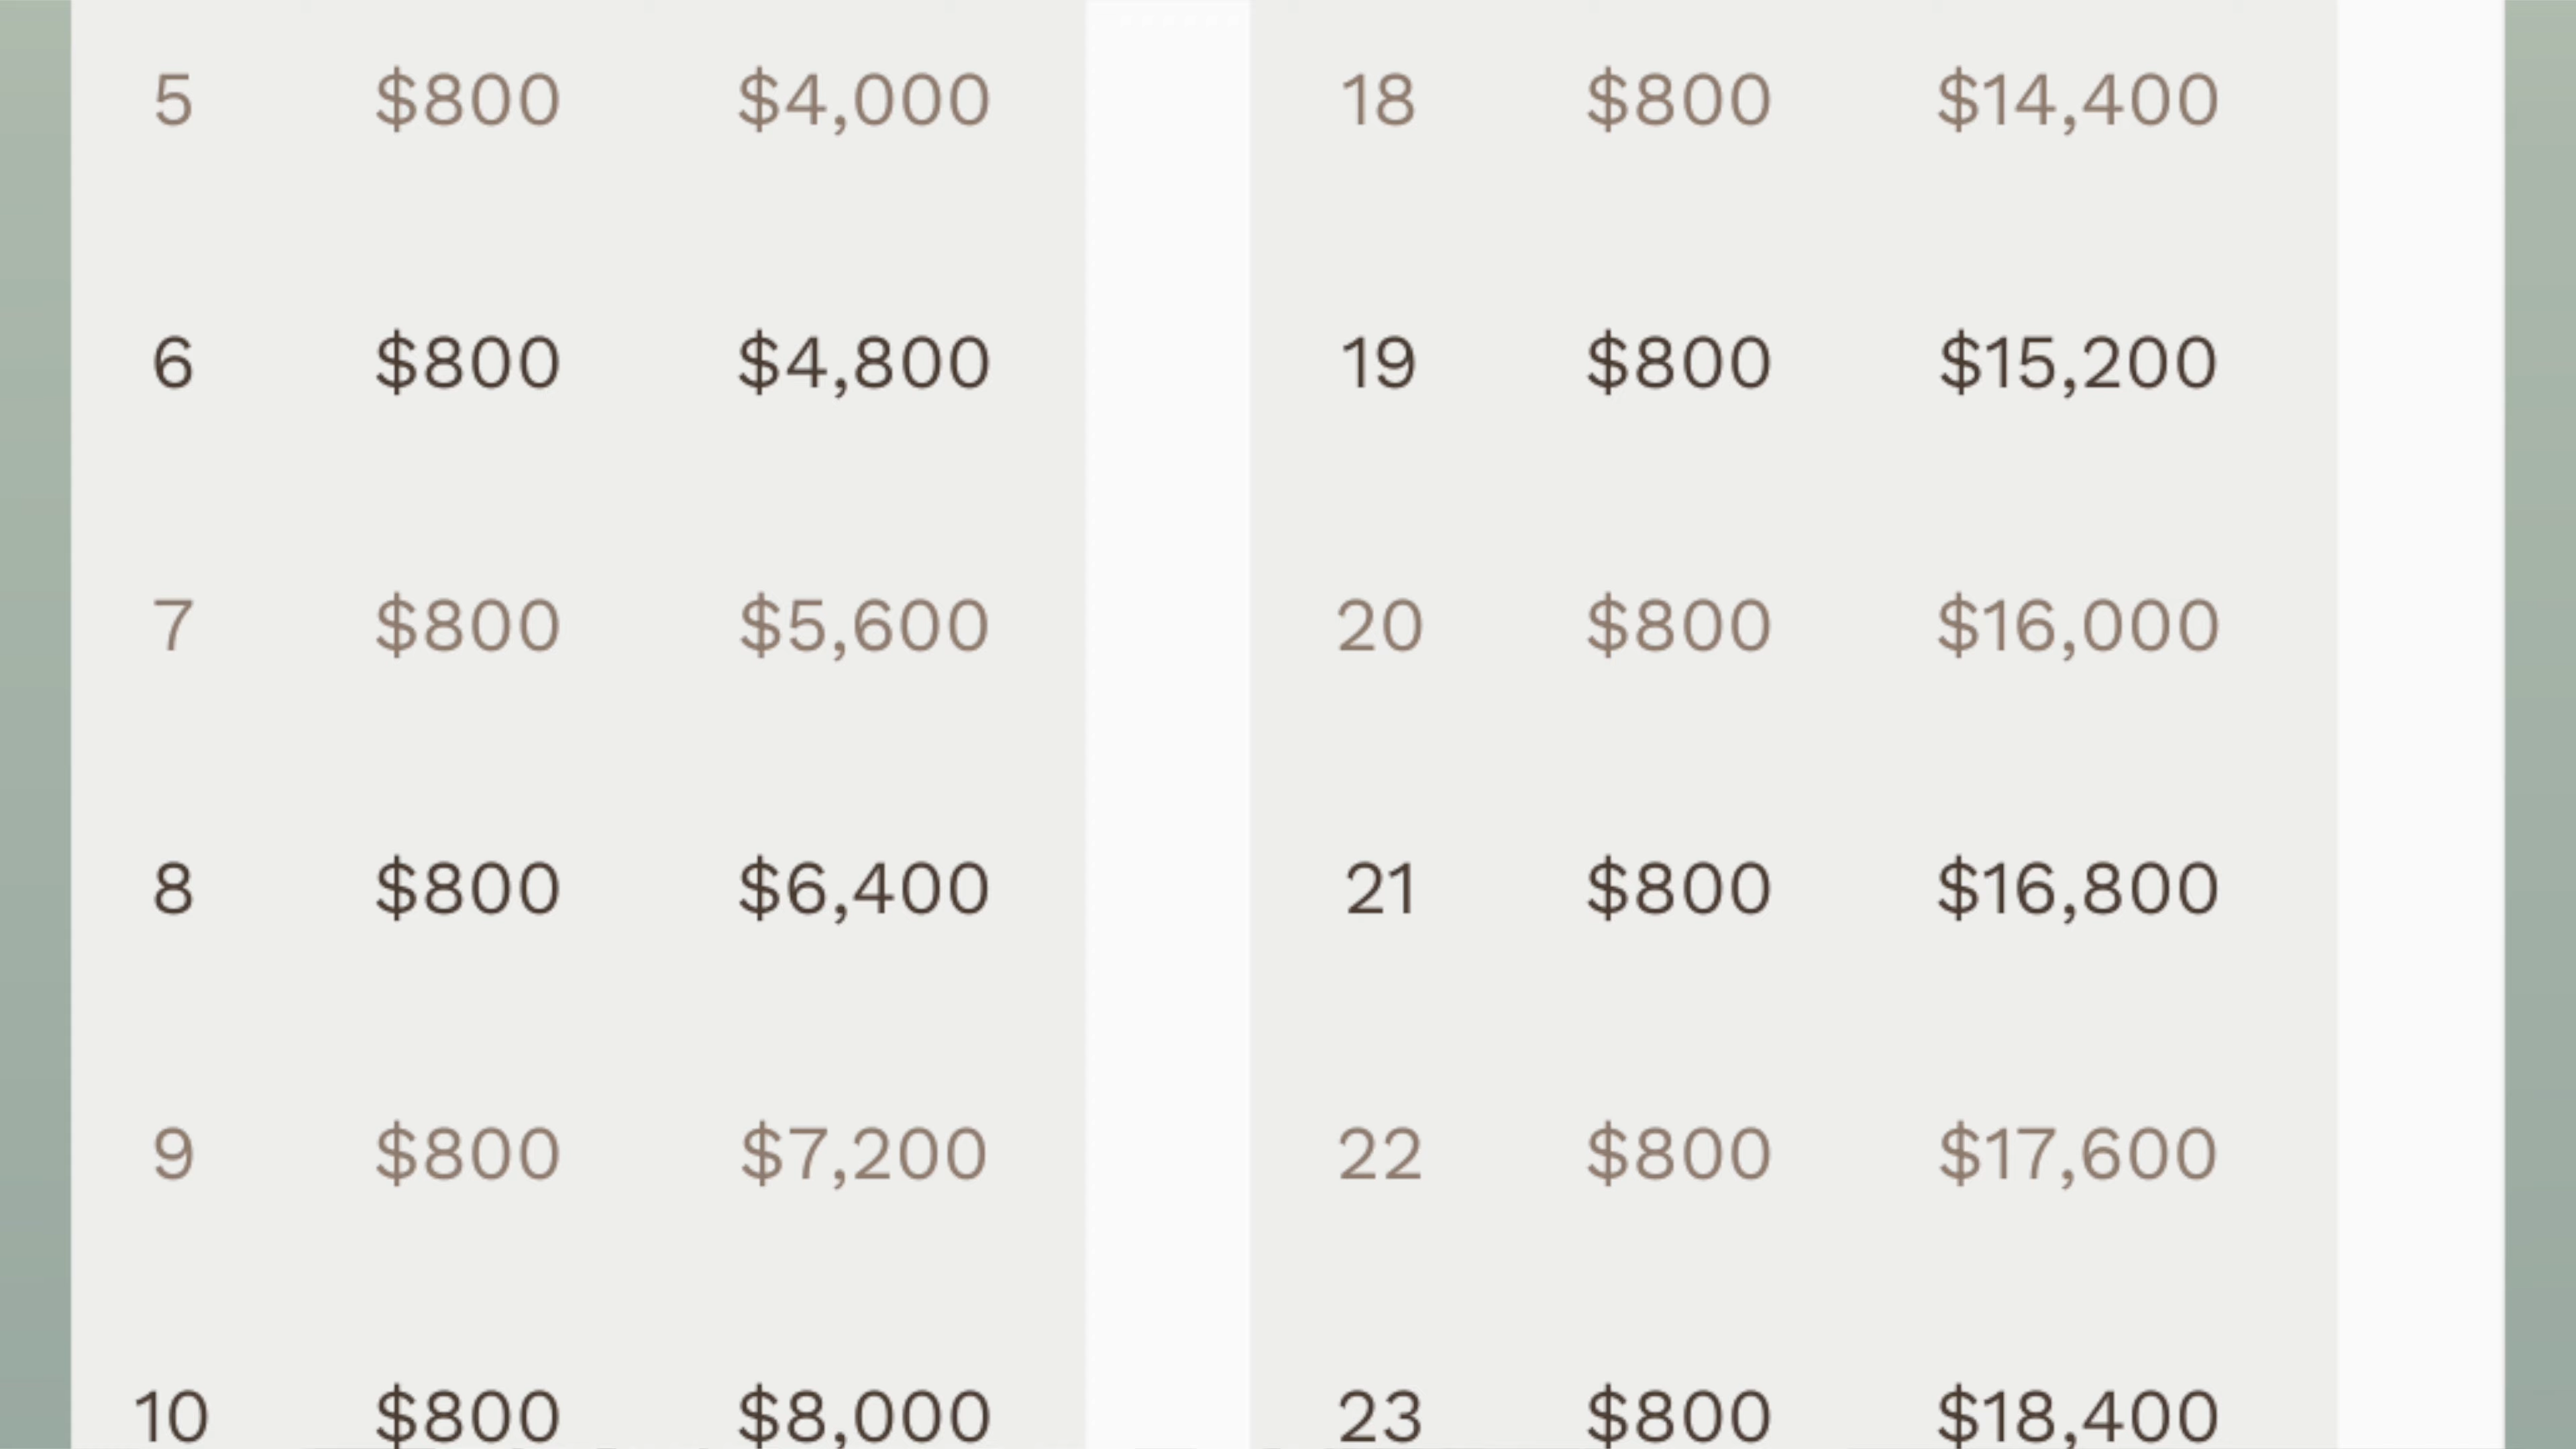 5 $800 $4,000 18 $800 $14,400
6 $800 $4,800 19 $800 $15,200
7 $800 $5,600 20 $800 $16,000
8 $800 $6,400 21 $800 $16,800
9 $800 $7,200 22 $800 $17,600
10 $800 $8,000 23 $800 $18,400